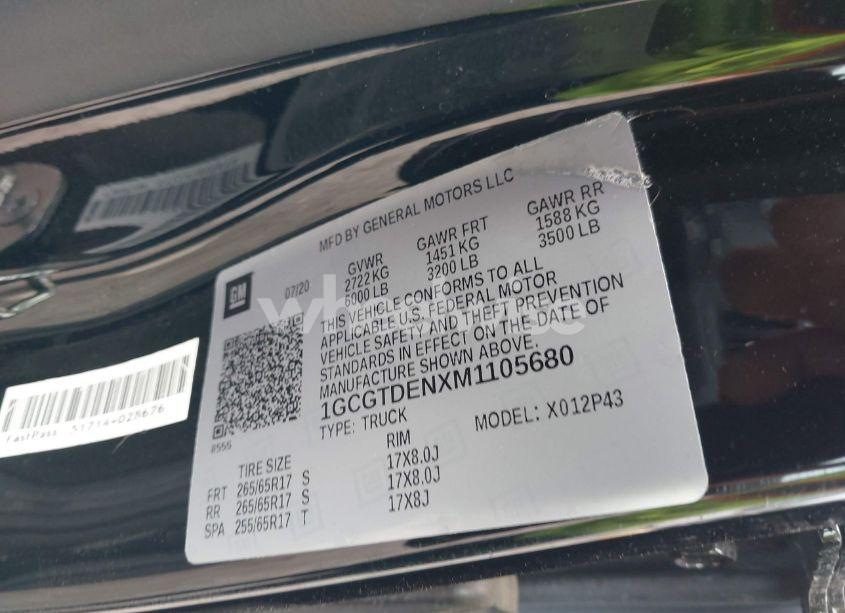 MFD BY GENERAL MOTORS LLC
GM
07/20
GVWR GAWR FRT GAWR RR
2722 KG 1451 KG 1588 KG
6000 LB 3200 LB 3500 LB
THIS VEHICLE CONFORMS TO ALL
APPLICABLE U.S. FEDERAL MOTOR
VEHICLE SAFETY AND THEFT PREVENTION
STANDARDS IN EFFECT ON THE DATE OF
MANUFACTURE SHOWN ABOVE.
1GCGTDENXM1105680
TYPE: TRUCK MODEL: X012P43
TIRE SIZE RIM
FRT 265/65R17 S 17X8.0J
RR 265/65R17 S 17X8.0J
SPA 255/65R17 T 17X8J
FastPass